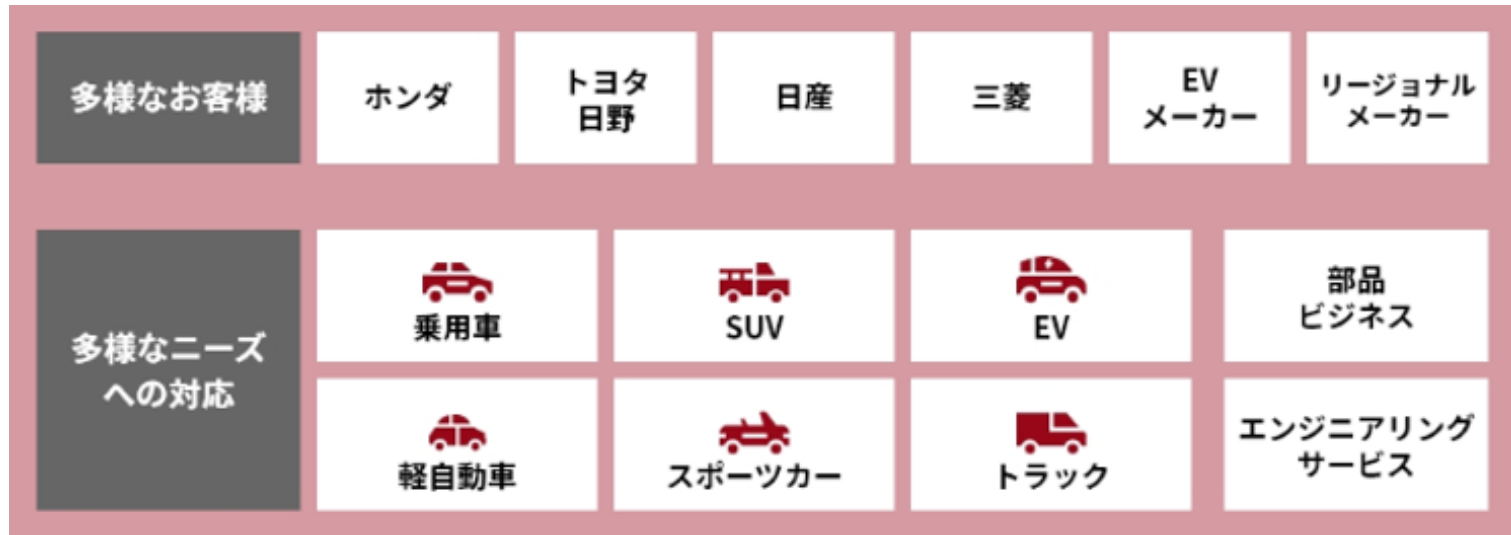 多様なお客様
ホンダ
トヨタ
日野
日産
三菱
EV
メーカー
リージョナル
メーカー
多様なニーズ
への対応
乗用車
SUV
EV
部品
ビジネス
軽自動車
スポーツカー
トラック
エンジニアリング
サービス